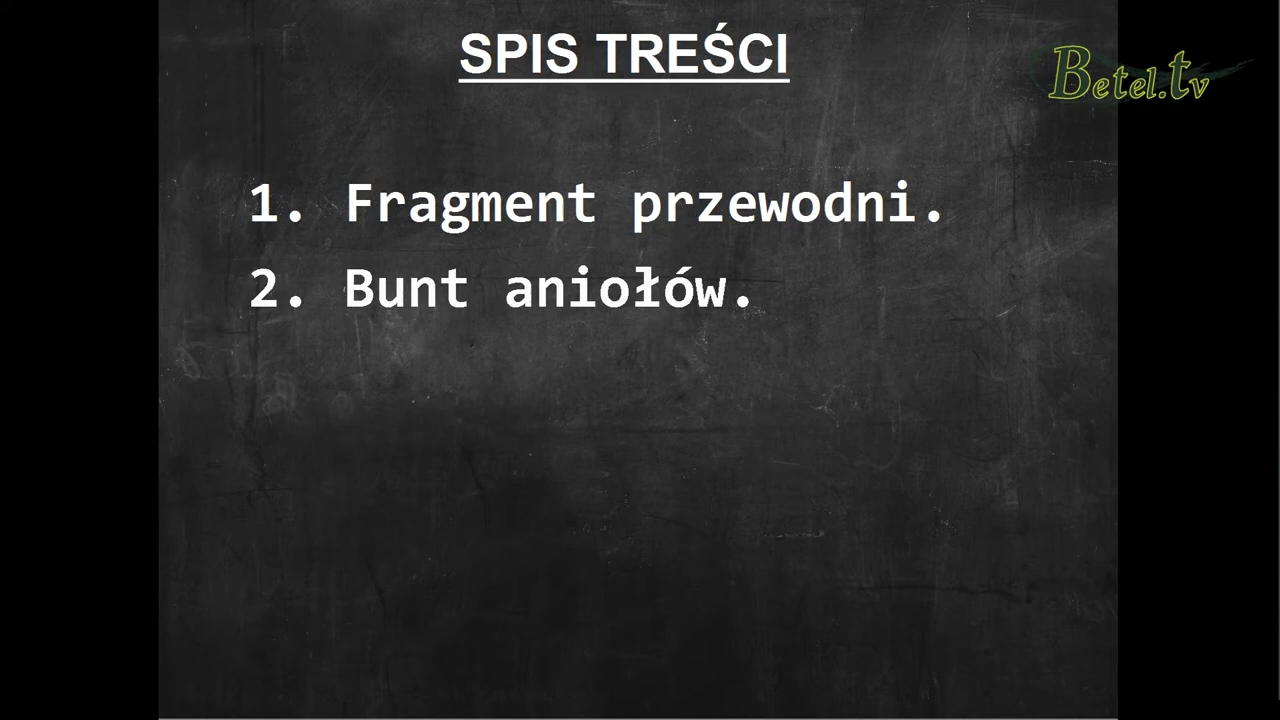 SPIS TREŚCI
Betel.tv
1. Fragment przewodni.
2. Bunt aniołów.